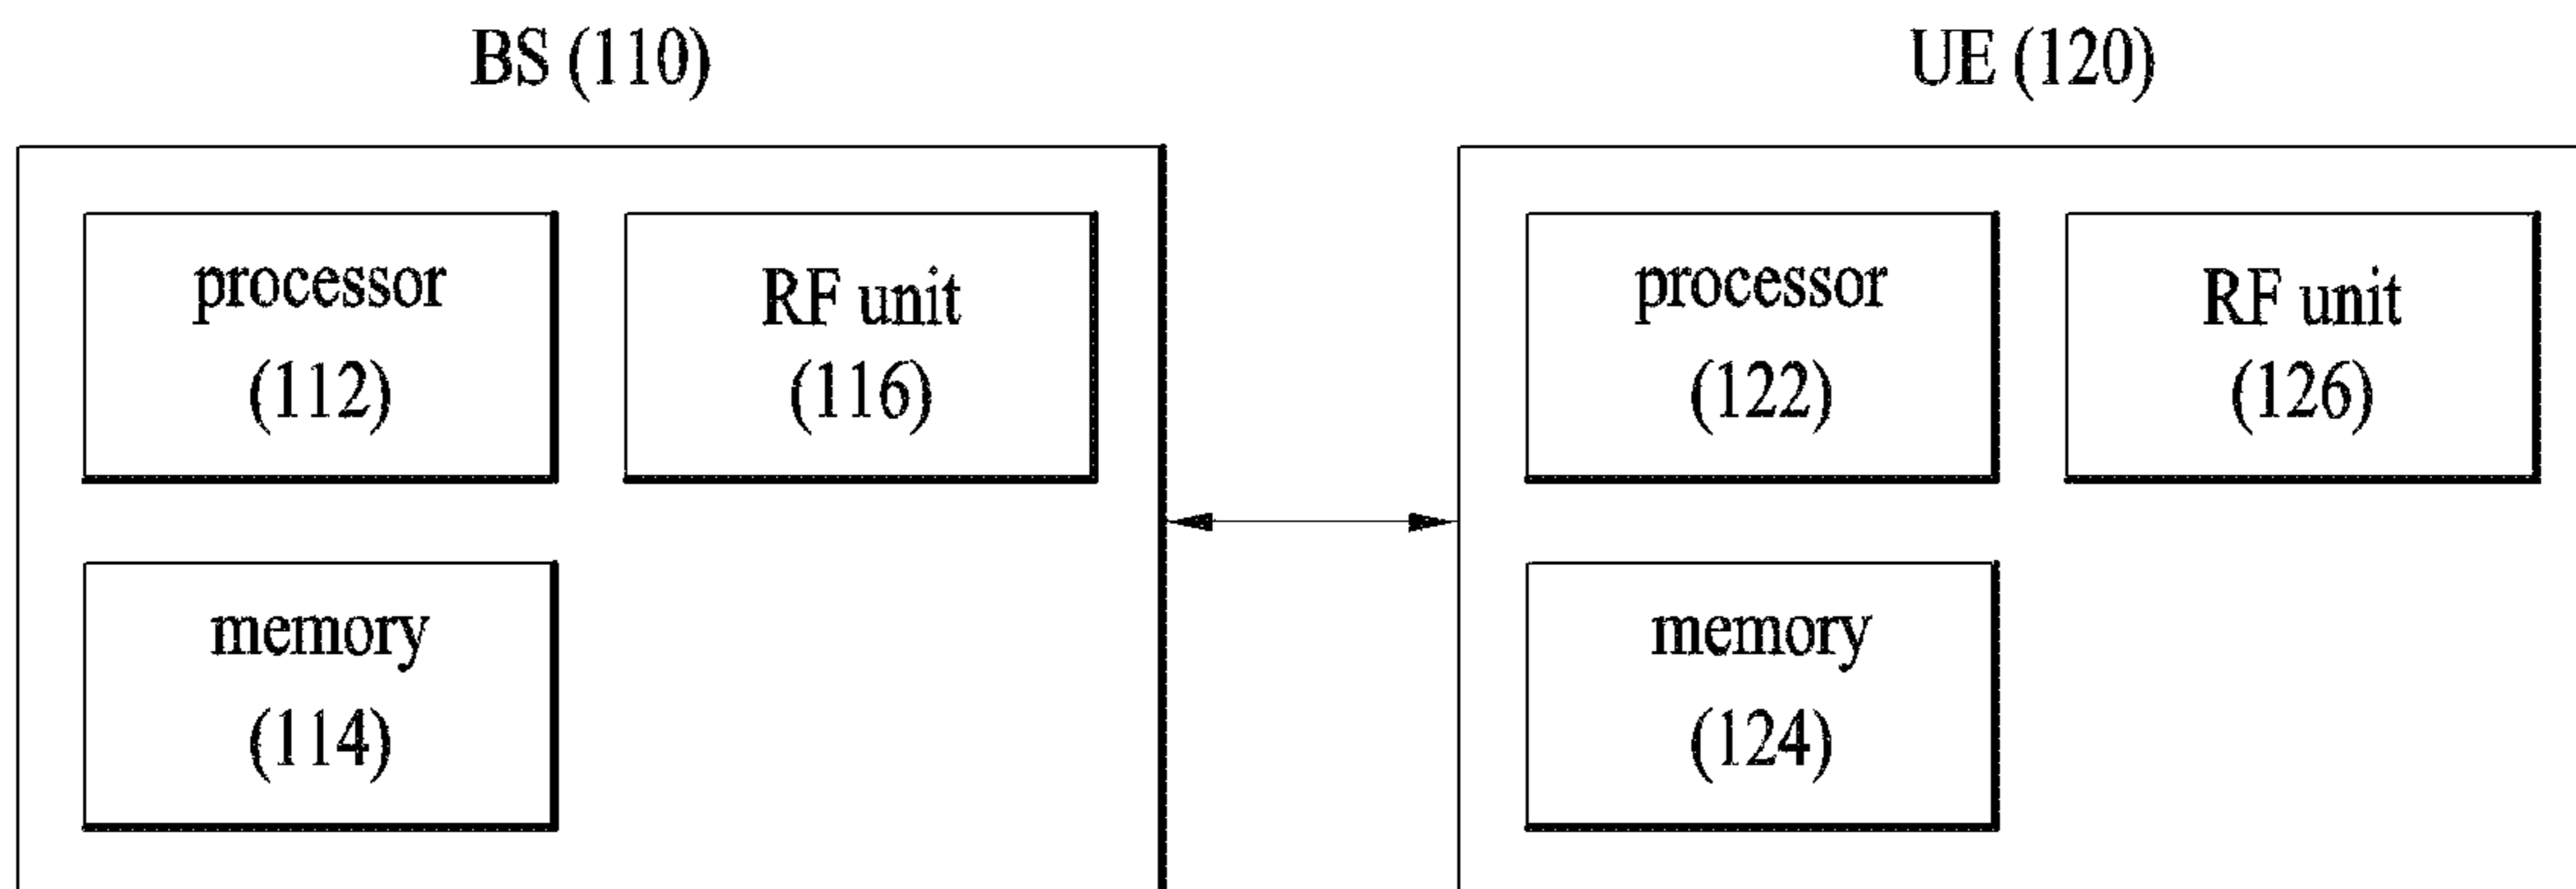 BS (110)
processor
(112)
RF unit
(116)
memory
(114)
UE (120)
processor
(122)
RF unit
(126)
memory
(124)